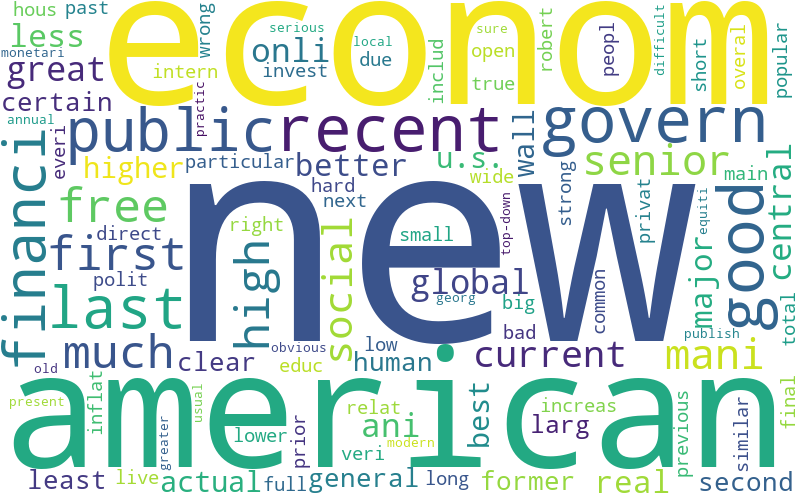 hous
past
less
great
certain
monetari
annual
everi
wrong
intern
practic
econom
onli
invest
serious
local
due
sure
includ
open
true
robert
peopl
difficult
short
overal
popular
public
recent
govern
higher
particular
better
hard
next
u.s.
wide
wall
strong
senior
privat
main
equiti
central
free
first
direct
polit
last
financi
right
high
social
new
small
top-down
global
georg
big
bad
common
major
good
total
publish
much
clear
obvious
low
human
educ
current
mani
old
present
inflat
american
usual
greater
lower
prior
relat
ani
modern
veri
best
increas
larg
previous
similar
final
least
live
actual
full
general
long
former
real
second